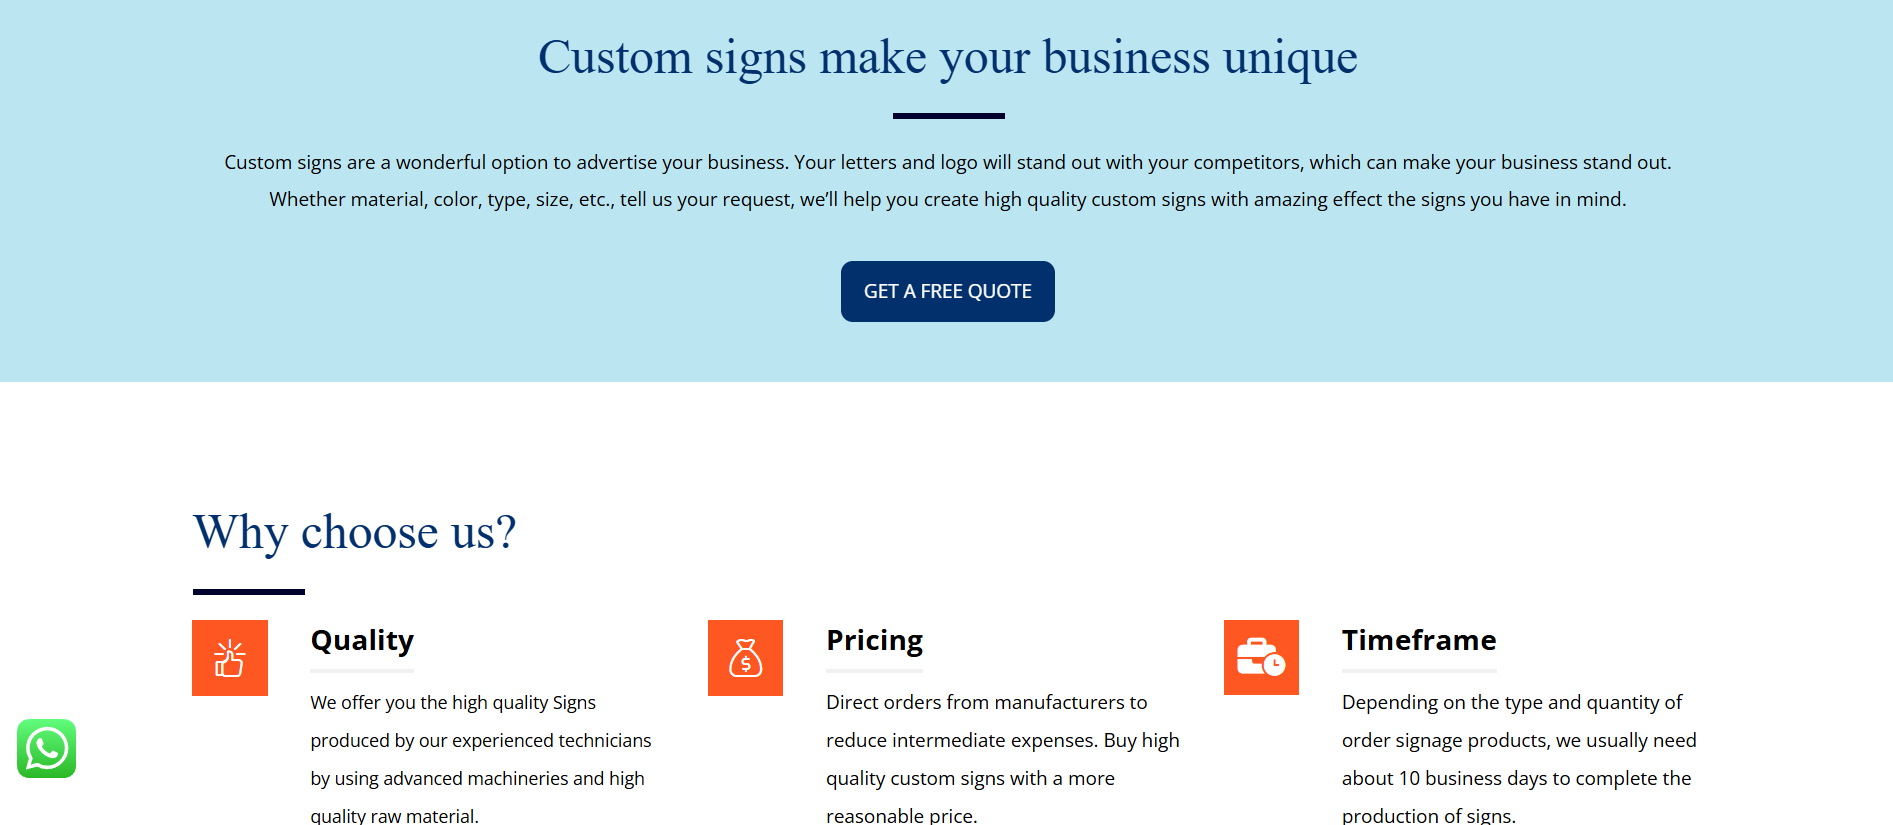 Custom signs make your business unique
Custom signs are a wonderful option to advertise your business. Your letters and logo will stand out with your competitors, which can make your business stand out.
Whether material, color, type, size, etc., tell us your request, we’ll help you create high quality custom signs with amazing effect the signs you have in mind.
GET A FREE QUOTE
Why choose us?
Quality
We offer you the high quality Signs
produced by our experienced technicians
by using advanced machineries and high
quality raw material.
Pricing
Direct orders from manufacturers to
reduce intermediate expenses. Buy high
quality custom signs with a more
reasonable price.
Timeframe
Depending on the type and quantity of
order signage products, we usually need
about 10 business days to complete the
production of signs.